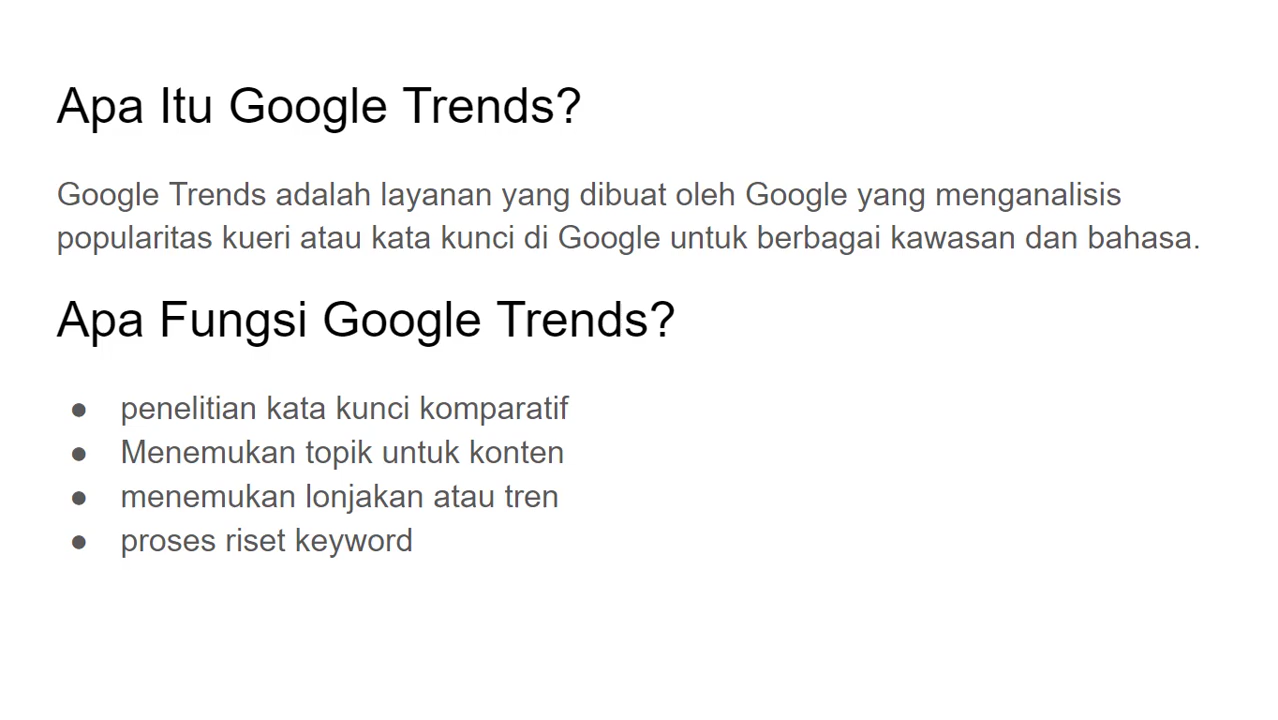 Apa Itu Google Trends?
Google Trends adalah layanan yang dibuat oleh Google yang menganalisis
popularitas kueri atau kata kunci di Google untuk berbagai kawasan dan bahasa.
Apa Fungsi Google Trends?
● penelitian kata kunci komparatif
● Menemukan topik untuk konten
● menemukan lonjakan atau tren
● proses riset keyword